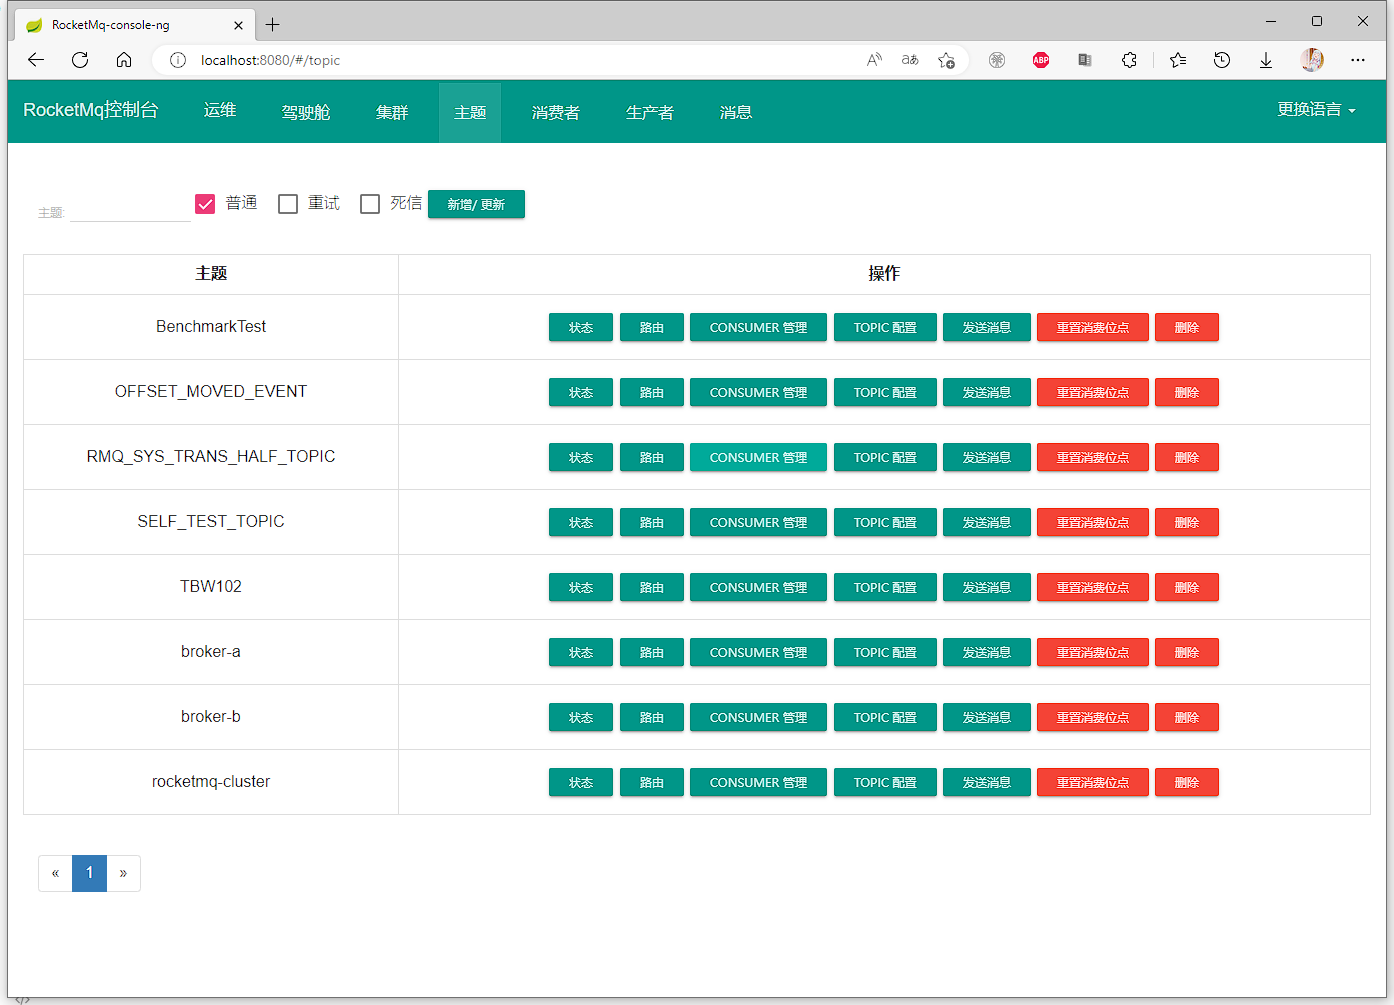 RocketMq-console-ng
localhost:8080/#/topic
A
aあ
ABP
RocketMq控制台 运维 驾驶舱 集群 主题 消费者 生产者 消息 更换语言
主题: 普通 重试 死信 新增/ 更新
主题 操作
BenchmarkTest 状态 路由 CONSUMER 管理 TOPIC 配置 发送消息 重置消费位点 删除
OFFSET_MOVED_EVENT 状态 路由 CONSUMER 管理 TOPIC 配置 发送消息 重置消费位点 删除
RMQ_SYS_TRANS_HALF_TOPIC 状态 路由 CONSUMER 管理 TOPIC 配置 发送消息 重置消费位点 删除
SELF_TEST_TOPIC 状态 路由 CONSUMER 管理 TOPIC 配置 发送消息 重置消费位点 删除
TBW102 状态 路由 CONSUMER 管理 TOPIC 配置 发送消息 重置消费位点 删除
broker-a 状态 路由 CONSUMER 管理 TOPIC 配置 发送消息 重置消费位点 删除
broker-b 状态 路由 CONSUMER 管理 TOPIC 配置 发送消息 重置消费位点 删除
rocketmq-cluster 状态 路由 CONSUMER 管理 TOPIC 配置 发送消息 重置消费位点 删除
« 1 »